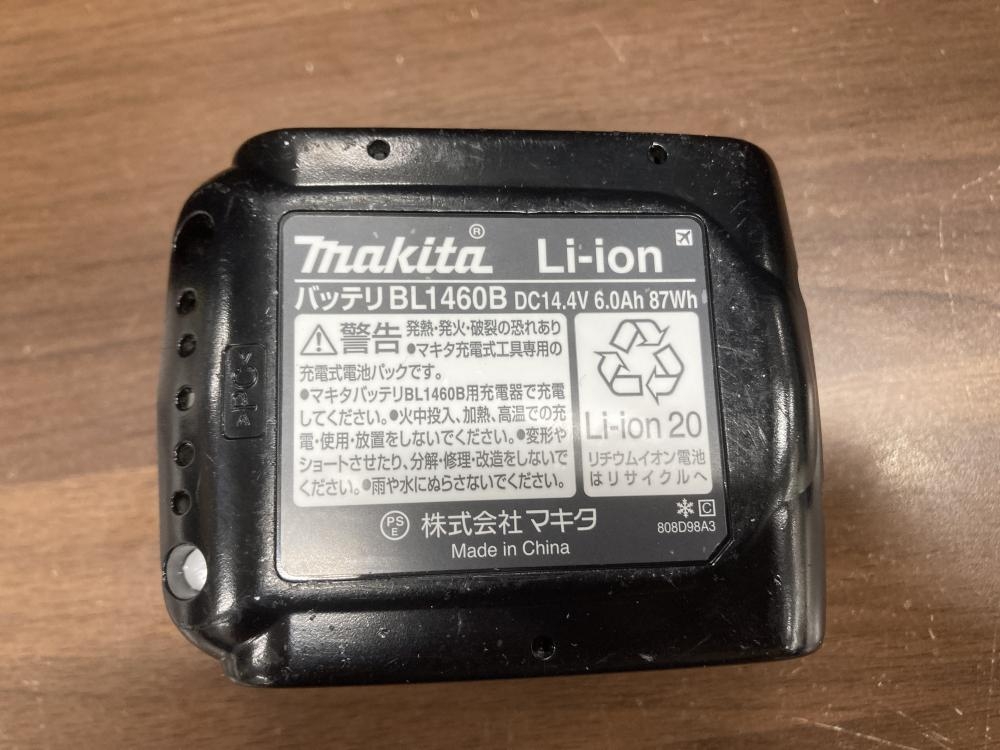 makita® Li-ion
バッテリ BL1460B DC14.4V 6.0Ah 87Wh
警告 発熱・発火・破裂の恐れあり
●マキタ充電式工具専用の
充電式電池パックです。
●マキタバッテリBL1460B用充電器で充電
してください。●火中投入、加熱、高温での充
電・使用・放置をしないでください。●変形や
ショートさせたり、分解・修理・改造をしないで
ください。●雨や水にぬらさないでください。
Li-ion 20
リチウムイオン電池
はリサイクルへ
PS
E
株式会社 マキタ
Made in China
C
808D98A3